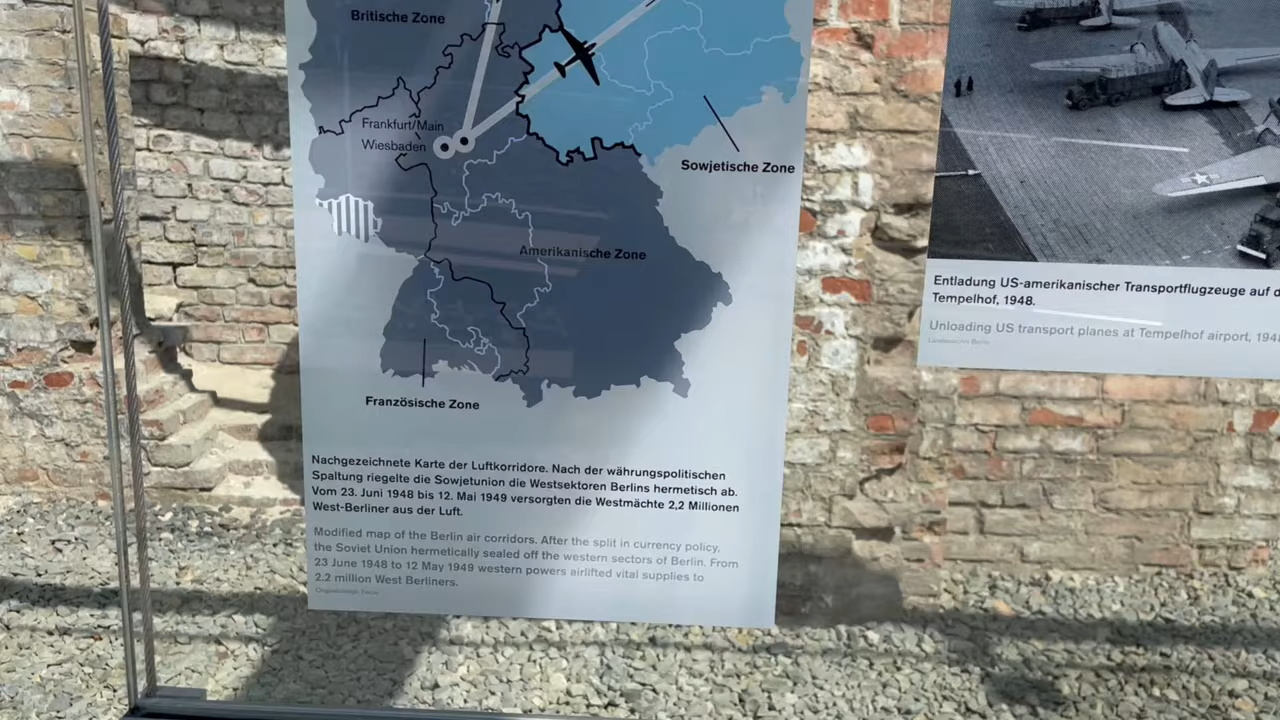 Britische Zone
Frankfurt/Main
Wiesbaden
Sowjetische Zone
Amerikanische Zone
Französische Zone
Nachgezeichnete Karte der Luftkorridore. Nach der währungspolitischen
Spaltung riegelte die Sowjetunion die Westsektoren Berlins hermetisch ab.
Vom 23. Juni 1948 bis 12. Mai 1949 versorgten die Westmächte 2,2 Millionen
West-Berliner aus der Luft.
Modified map of the Berlin air corridors. After the split in currency policy,
the Soviet Union hermetically sealed off the western sectors of Berlin. From
23 June 1948 to 12 May 1949 western powers airlifted vital supplies to
2.2 million West Berliners.
Entladung US-amerikanischer Transportflugzeuge auf
Tempelhof, 1948.
Unloading US transport planes at Tempelhof airport, 194
Landesarchiv Berlin